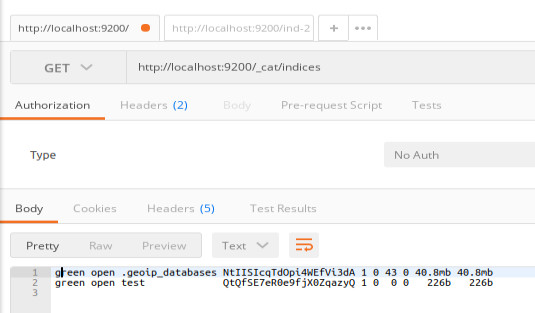 http://localhost:9200/ http://localhost:9200/ind-2 + •••
GET http://localhost:9200/_cat/indices
Authorization Headers (2) Body Pre-request Script Tests
Type No Auth
Body Cookies Headers (5) Test Results
Pretty Raw Preview Text
1 green open .geoip_databases NtIISIcqTdOpi4WEfVi3dA 1 0 43 0 40.8mb 40.8mb
2 green open test QtQfSE7eR0e9fjX0ZqazyQ 1 0 0 0 226b 226b
3